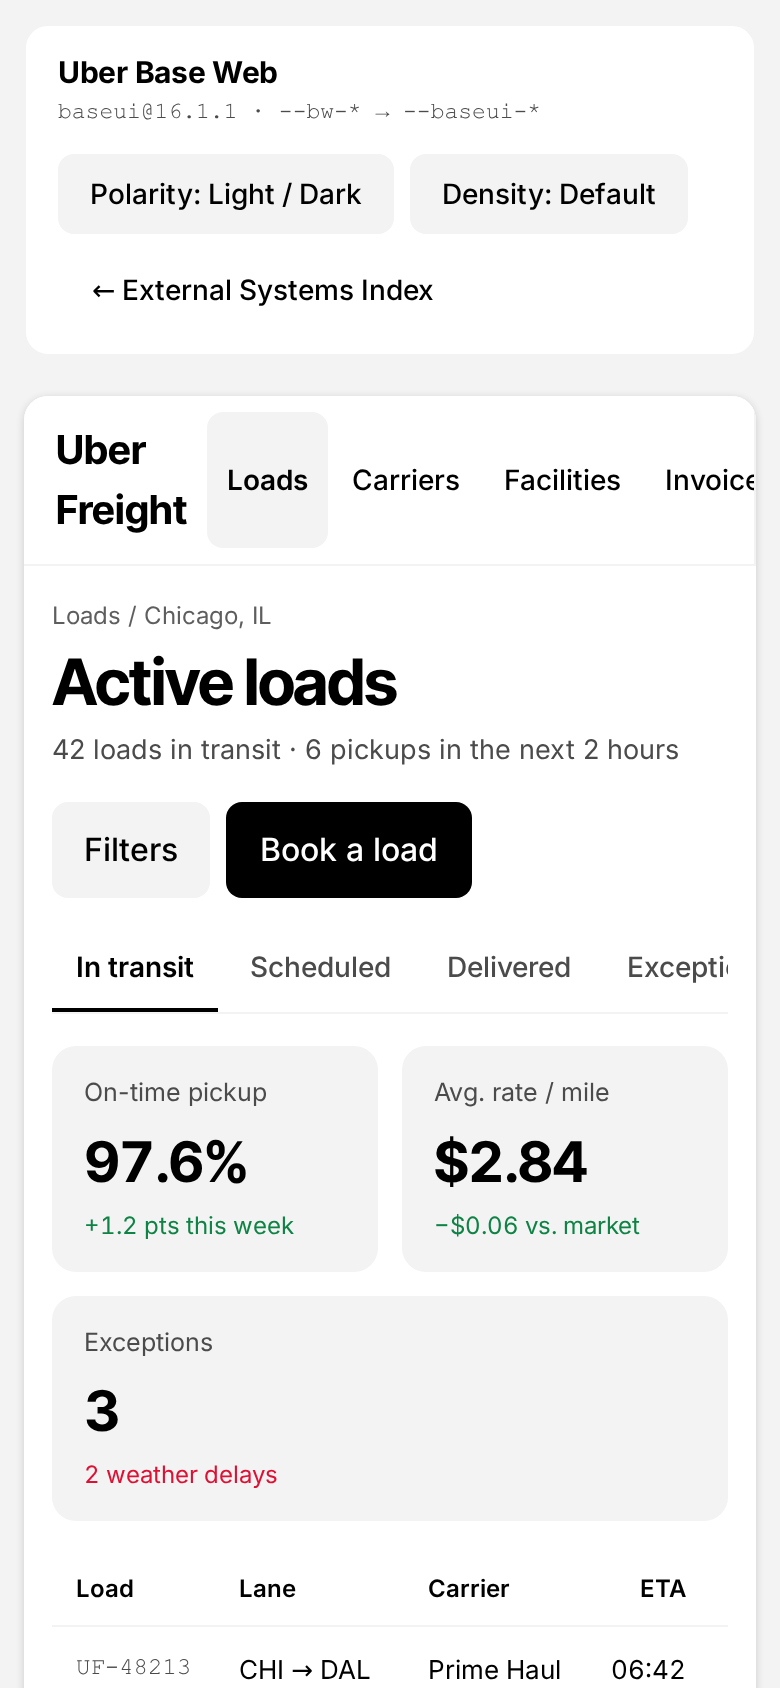 Uber Base Web
baseui@16.1.1 · --bw-* → --baseui-*
Polarity: Light / Dark
Density: Default
← External Systems Index
Uber Freight
Loads
Carriers
Facilities
Invoice
Loads / Chicago, IL
Active loads
42 loads in transit · 6 pickups in the next 2 hours
Filters
Book a load
In transit
Scheduled
Delivered
Excepti
On-time pickup
97.6%
+1.2 pts this week
Avg. rate / mile
$2.84
−$0.06 vs. market
Exceptions
3
2 weather delays
Load Lane Carrier ETA
UF-48213 CHI → DAL Prime Haul 06:42